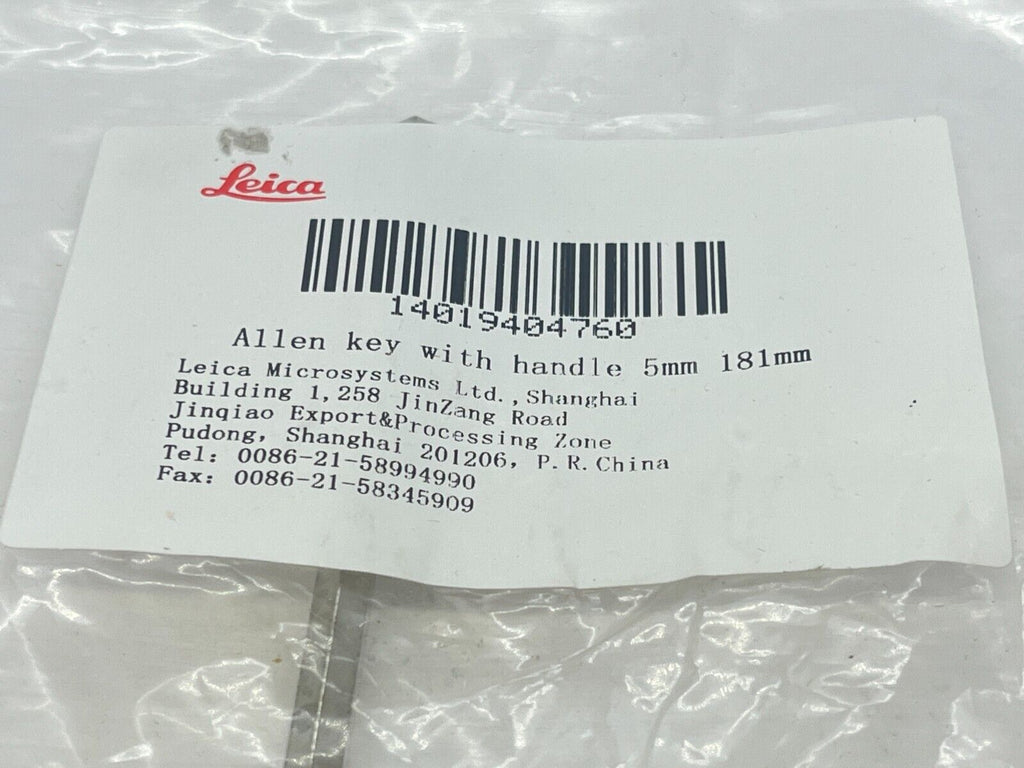 Leica
14019404760
Allen key with handle 5mm 181mm
Leica Microsystems Ltd.,Shanghai
Building 1,258 JinZang Road
Jinqiao Export&Processing Zone
Pudong, Shanghai 201206, P.R.China
Tel: 0086-21-58994990
Fax: 0086-21-58345909